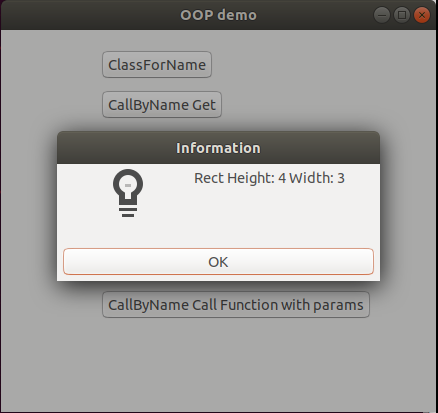 OOP demo
ClassForName
CallByName Get
Information
Rect Height: 4 Width: 3
OK
CallByName Call Function with params